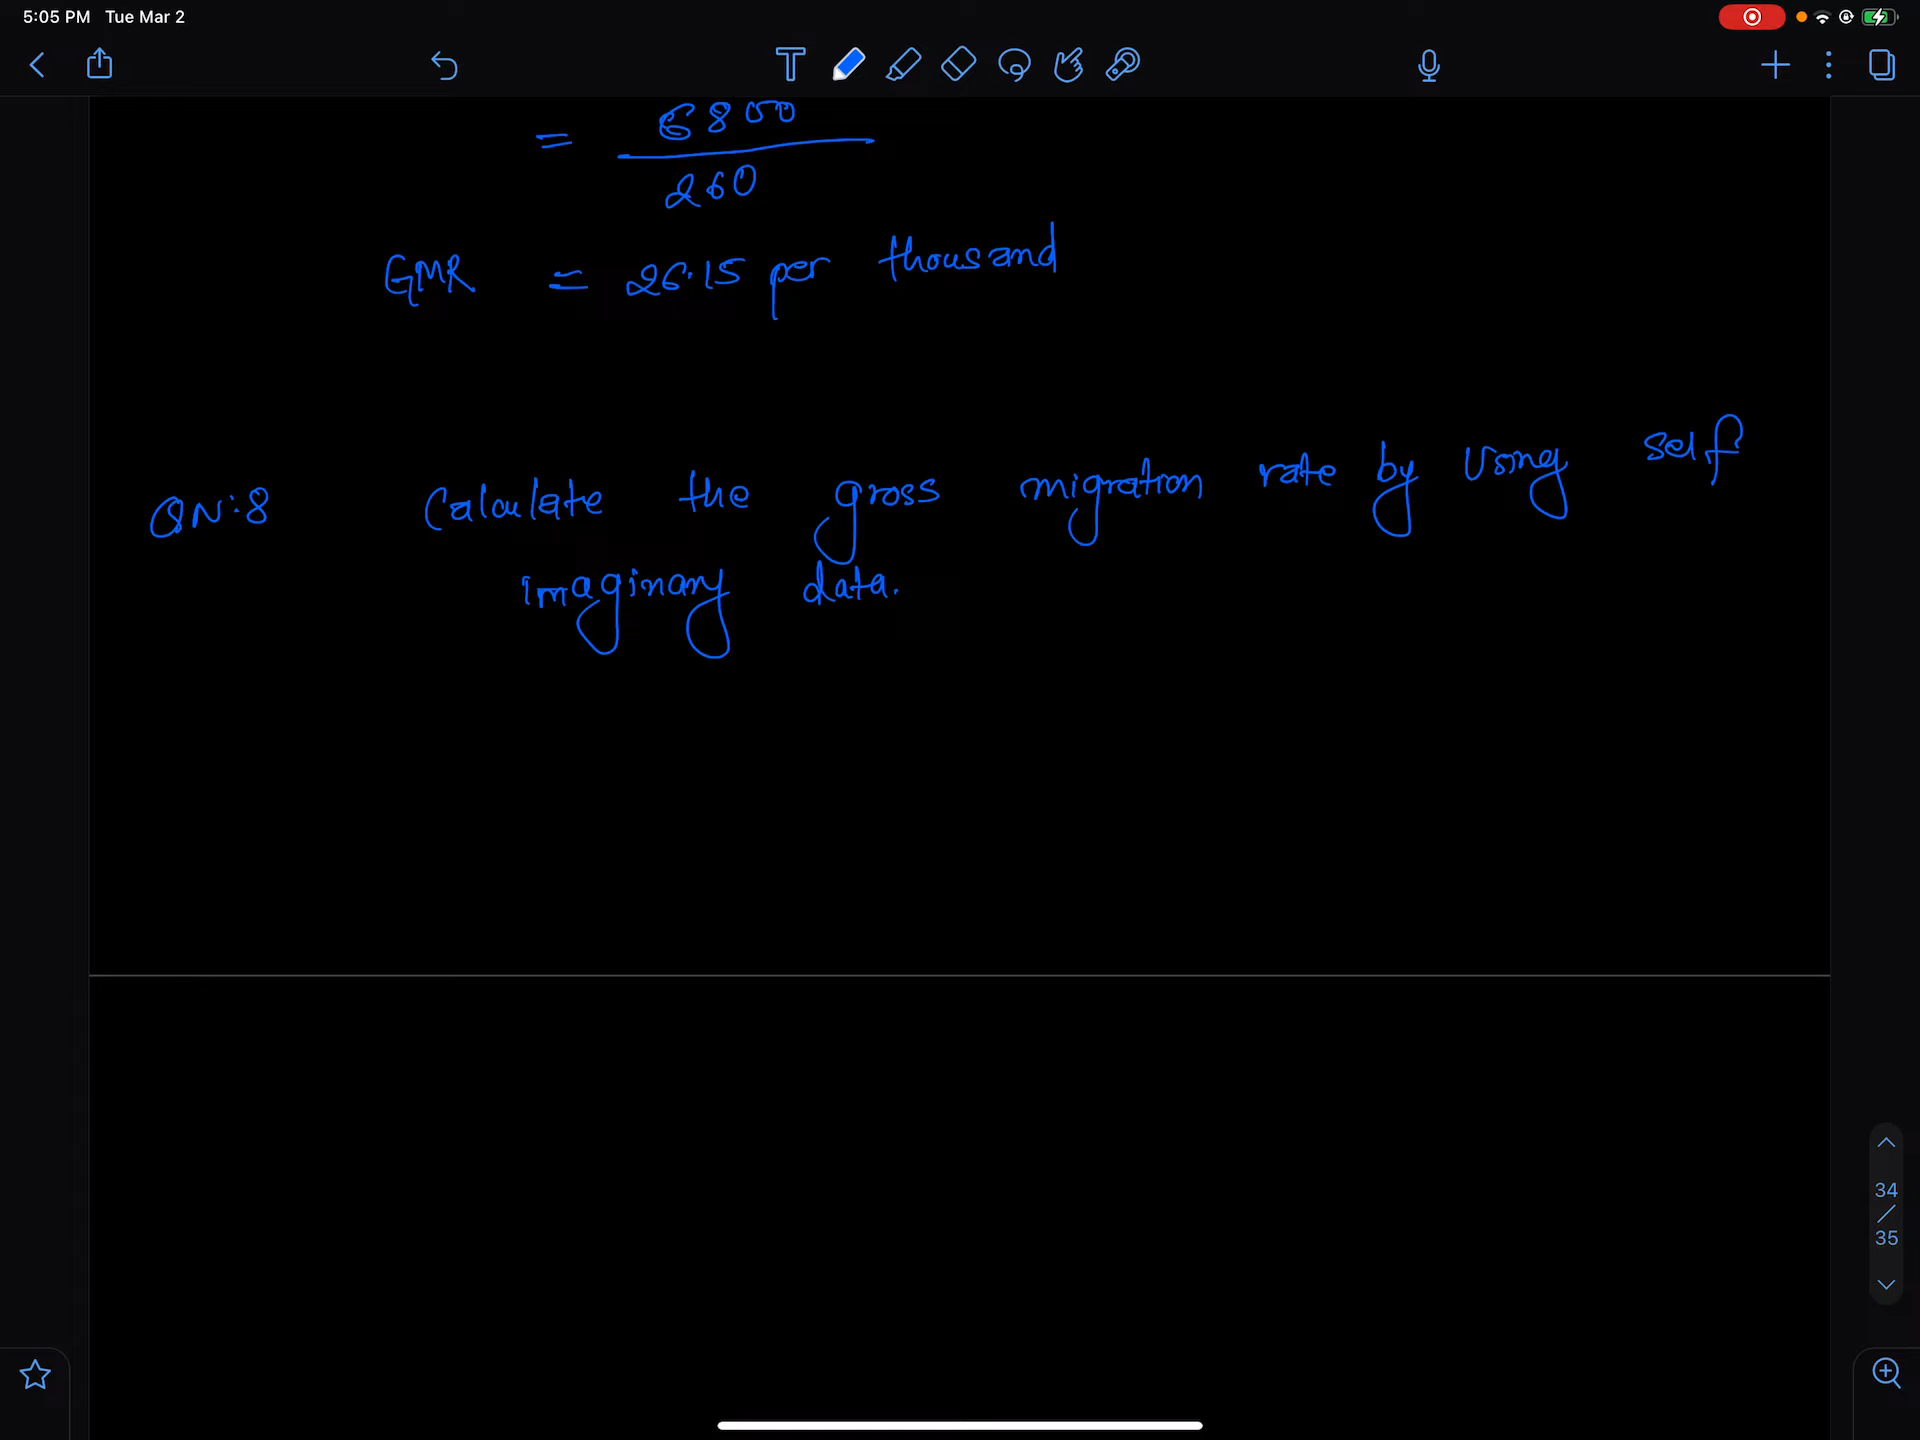 5:05 PM Tue Mar 2
= 6800
260
GMR = 26.15 per thousand
QN:8 Calculate the gross migration rate by Using self
imaginary data.
34
35